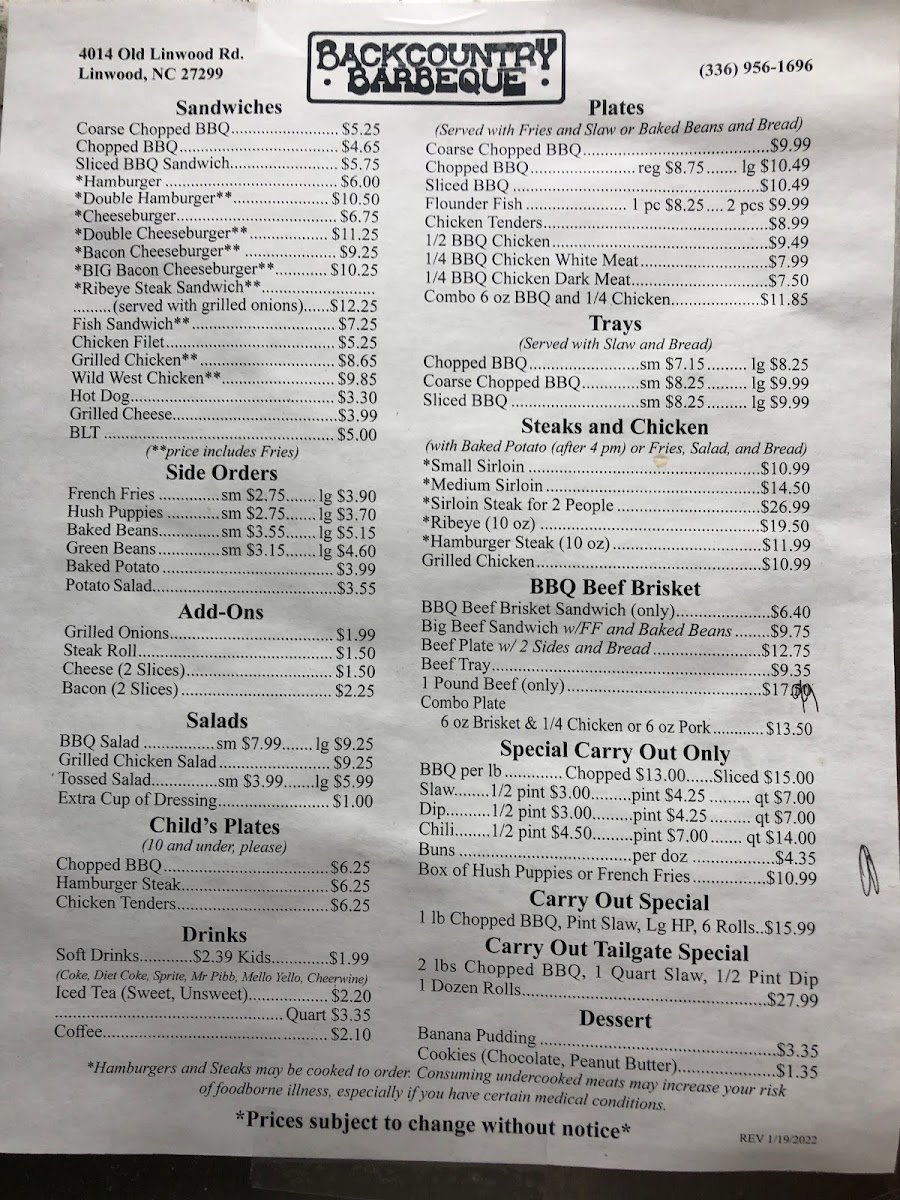 4014 Old Linwood Rd.
Linwood, NC 27299
BACKCOUNTRY
· BARBEQUE ·
(336) 956-1696
Sandwiches
Coarse Chopped BBQ........................ $5.25
Chopped BBQ.................................... $4.65
Sliced BBQ Sandwich........................ $5.75
*Hamburger ...................................... $6.00
*Double Hamburger**..................... $10.50
*Cheeseburger.................................... $6.75
*Double Cheeseburger**................. $11.25
*Bacon Cheeseburger** .................... $9.25
*BIG Bacon Cheeseburger**........... $10.25
*Ribeye Steak Sandwich**..........................
.........(served with grilled onions)......$12.25
Fish Sandwich**................................ $7.25
Chicken Filet...................................... $5.25
Grilled Chicken**............................... $8.65
Wild West Chicken**......................... $9.85
Hot Dog............................................. $3.30
Grilled Cheese.....................................$3.99
BLT .................................................... $5.00
(**price includes Fries)
Side Orders
French Fries ..............sm $2.75.......lg $3.90
Hush Puppies ............sm $2.75.......lg $3.70
Baked Beans..............sm $3.55.......lg $5.15
Green Beans..............sm $3.15.......lg $4.60
Baked Potato ...................................... $3.99
Potato Salad.........................................$3.55
Add-Ons
Grilled Onions..................................... $1.99
Steak Roll............................................ $1.50
Cheese (2 Slices)................................. $1.50
Bacon (2 Slices) .................................. $2.25
Salads
BBQ Salad ................sm $7.99.......lg $9.25
Grilled Chicken Salad..........................$9.25
Tossed Salad...............sm $3.99.......lg $5.99
Extra Cup of Dressing......................... $1.00
Child's Plates
(10 and under, please)
Chopped BBQ......................................$6.25
Hamburger Steak..................................$6.25
Chicken Tenders...................................$6.25
Drinks
Soft Drinks............$2.39 Kids.............$1.99
(Coke, Diet Coke, Sprite, Mr Pibb, Mello Yello, Cheerwine)
Iced Tea (Sweet, Unsweet).................. $2.20
.................................................... Quart $3.35
Coffee.................................................. $2.10
Plates
(Served with Fries and Slaw or Baked Beans and Bread)
Coarse Chopped BBQ..........................................$9.99
Chopped BBQ........................reg $8.75....... lg $10.49
Sliced BBQ .......................................................$10.49
Flounder Fish ....................... 1 pc $8.25.... 2 pcs $9.99
Chicken Tenders...................................................$8.99
1/2 BBQ Chicken.................................................$9.49
1/4 BBQ Chicken White Meat.............................$7.99
1/4 BBQ Chicken Dark Meat...............................$7.50
Combo 6 oz BBQ and 1/4 Chicken....................$11.85
Trays
(Served with Slaw and Bread)
Chopped BBQ.........................sm $7.15......... lg $8.25
Coarse Chopped BBQ.............sm $8.25......... lg $9.99
Sliced BBQ .............................sm $8.25......... lg $9.99
Steaks and Chicken
(with Baked Potato (after 4 pm) or Fries, Salad, and Bread)
*Small Sirloin ....................................................$10.99
*Medium Sirloin ................................................$14.50
*Sirloin Steak for 2 People ................................$26.99
*Ribeye (10 oz) .................................................$19.50
*Hamburger Steak (10 oz) .................................$11.99
Grilled Chicken..................................................$10.99
BBQ Beef Brisket
BBQ Beef Brisket Sandwich (only)....................$6.40
Big Beef Sandwich w/FF and Baked Beans .......$9.75
Beef Plate w/ 2 Sides and Bread .......................$12.75
Beef Tray..............................................................$9.35
1 Pound Beef (only)..........................................$17.
Combo Plate
6 oz Brisket & 1/4 Chicken or 6 oz Pork............$13.50
Special Carry Out Only
BBQ per lb ............. Chopped $13.00......Sliced $15.00
Slaw........1/2 pint $3.00.........pint $4.25 ......... qt $7.00
Dip.........1/2 pint $3.00.........pint $4.25 ......... qt $7.00
Chili........1/2 pint $4.50.........pint $7.00 ....... qt $14.00
Buns ......................................per doz ....................$4.35
Box of Hush Puppies or French Fries ................$10.99
Carry Out Special
1 lb Chopped BBQ, Pint Slaw, Lg HP, 6 Rolls..$15.99
Carry Out Tailgate Special
2 lbs Chopped BBQ, 1 Quart Slaw, 1/2 Pint Dip
1 Dozen Rolls......................................................$27.99
Dessert
Banana Pudding ...................................................$3.35
Cookies (Chocolate, Peanut Butter).....................$1.35
*Hamburgers and Steaks may be cooked to order. Consuming undercooked meats may increase your risk
of foodborne illness, especially if you have certain medical conditions.
*Prices subject to change without notice*
REV 1/19/2022